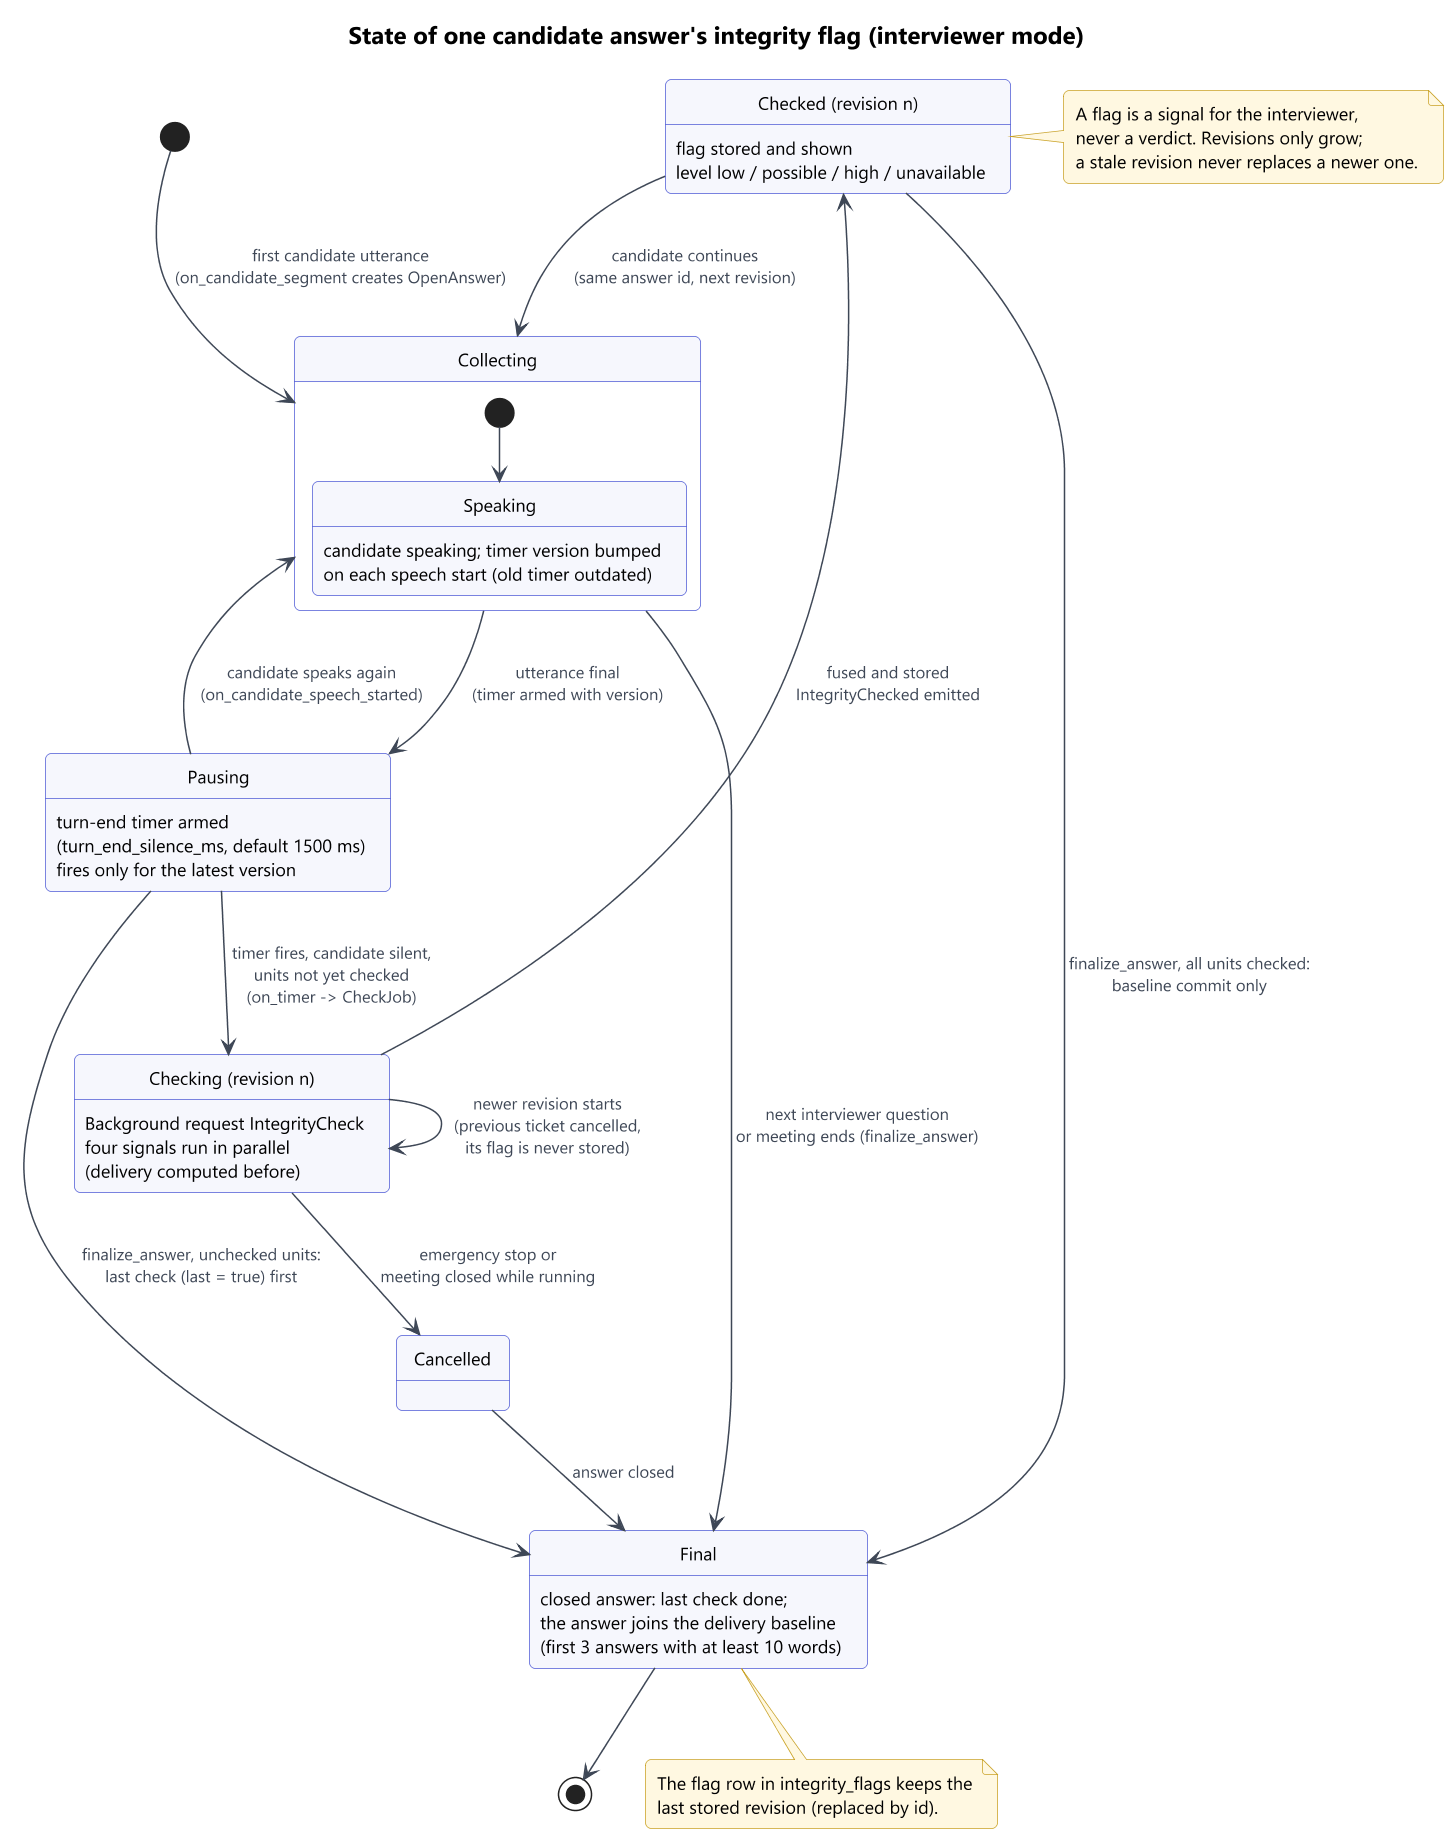 State of one candidate answer's integrity flag (interviewer mode)
Checked (revision n)
flag stored and shown
level low / possible / high / unavailable
A flag is a signal for the interviewer,
never a verdict. Revisions only grow;
a stale revision never replaces a newer one.
first candidate utterance
(on_candidate_segment creates OpenAnswer)
candidate continues
(same answer id, next revision)
Collecting
Speaking
candidate speaking; timer version bumped
on each speech start (old timer outdated)
candidate speaks again
(on_candidate_speech_started)
utterance final
(timer armed with version)
fused and stored
IntegrityChecked emitted
Pausing
turn-end timer armed
(turn_end_silence_ms, default 1500 ms)
fires only for the latest version
timer fires, candidate silent,
units not yet checked
(on_timer -> CheckJob)
finalize_answer, all units checked:
baseline commit only
Checking (revision n)
Background request IntegrityCheck
four signals run in parallel
(delivery computed before)
newer revision starts
(previous ticket cancelled,
its flag is never stored)
next interviewer question
or meeting ends (finalize_answer)
finalize_answer, unchecked units:
last check (last = true) first
emergency stop or
meeting closed while running
Cancelled
answer closed
Final
closed answer: last check done;
the answer joins the delivery baseline
(first 3 answers with at least 10 words)
The flag row in integrity_flags keeps the
last stored revision (replaced by id).